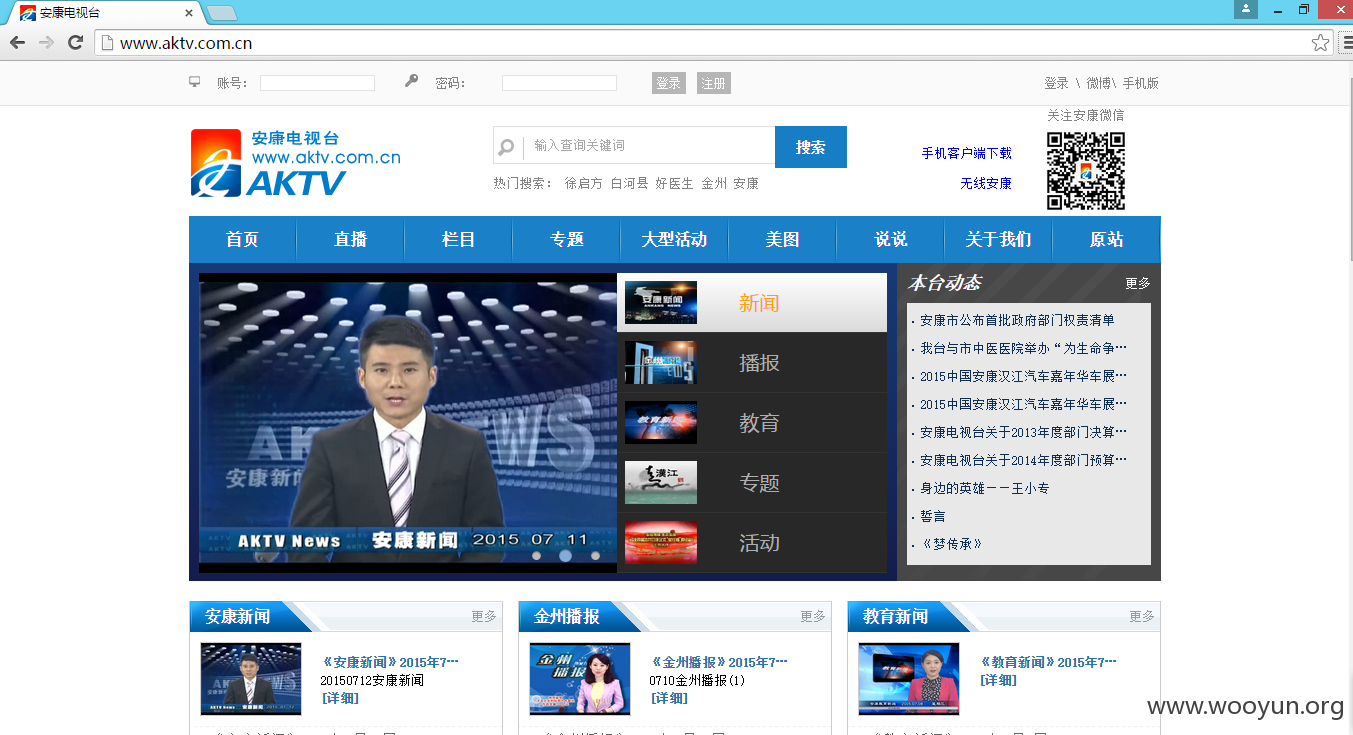 安康电视台
www.aktv.com.cn
账号： 密码： 登录 注册 登录 \ 微博\ 手机版
关注安康微信
安康电视台
www.aktv.com.cn
AKTV
输入查询关键词 搜索
手机客户端下载
热门搜索： 徐启方 白河县 好医生 金州 安康
无线安康
首页 直播 栏目 专题 大型活动 美图 说说 关于我们 原站
AKTV News 安康新闻 2015 07 11
安康新闻
新闻
播报
教育新闻
教育
专题
活动
本台动态 更多
· 安康市公布首批政府部门权责清单
· 我台与市中医医院举办“为生命争…
· 2015中国安康汉江汽车嘉年华车展…
· 2015中国安康汉江汽车嘉年华车展…
· 安康电视台关于2013年度部门决算…
· 安康电视台关于2014年度部门预算…
· 身边的英雄－－王小专
· 誓言
· 《梦传承》
安康新闻 更多
《安康新闻》2015年7…
20150712安康新闻
[详细]
金州播报 更多
金州播报
《金州播报》2015年7…
0710金州播报(1)
[详细]
教育新闻 更多
《教育新闻》2015年7…
[详细]
www.wooyun.org